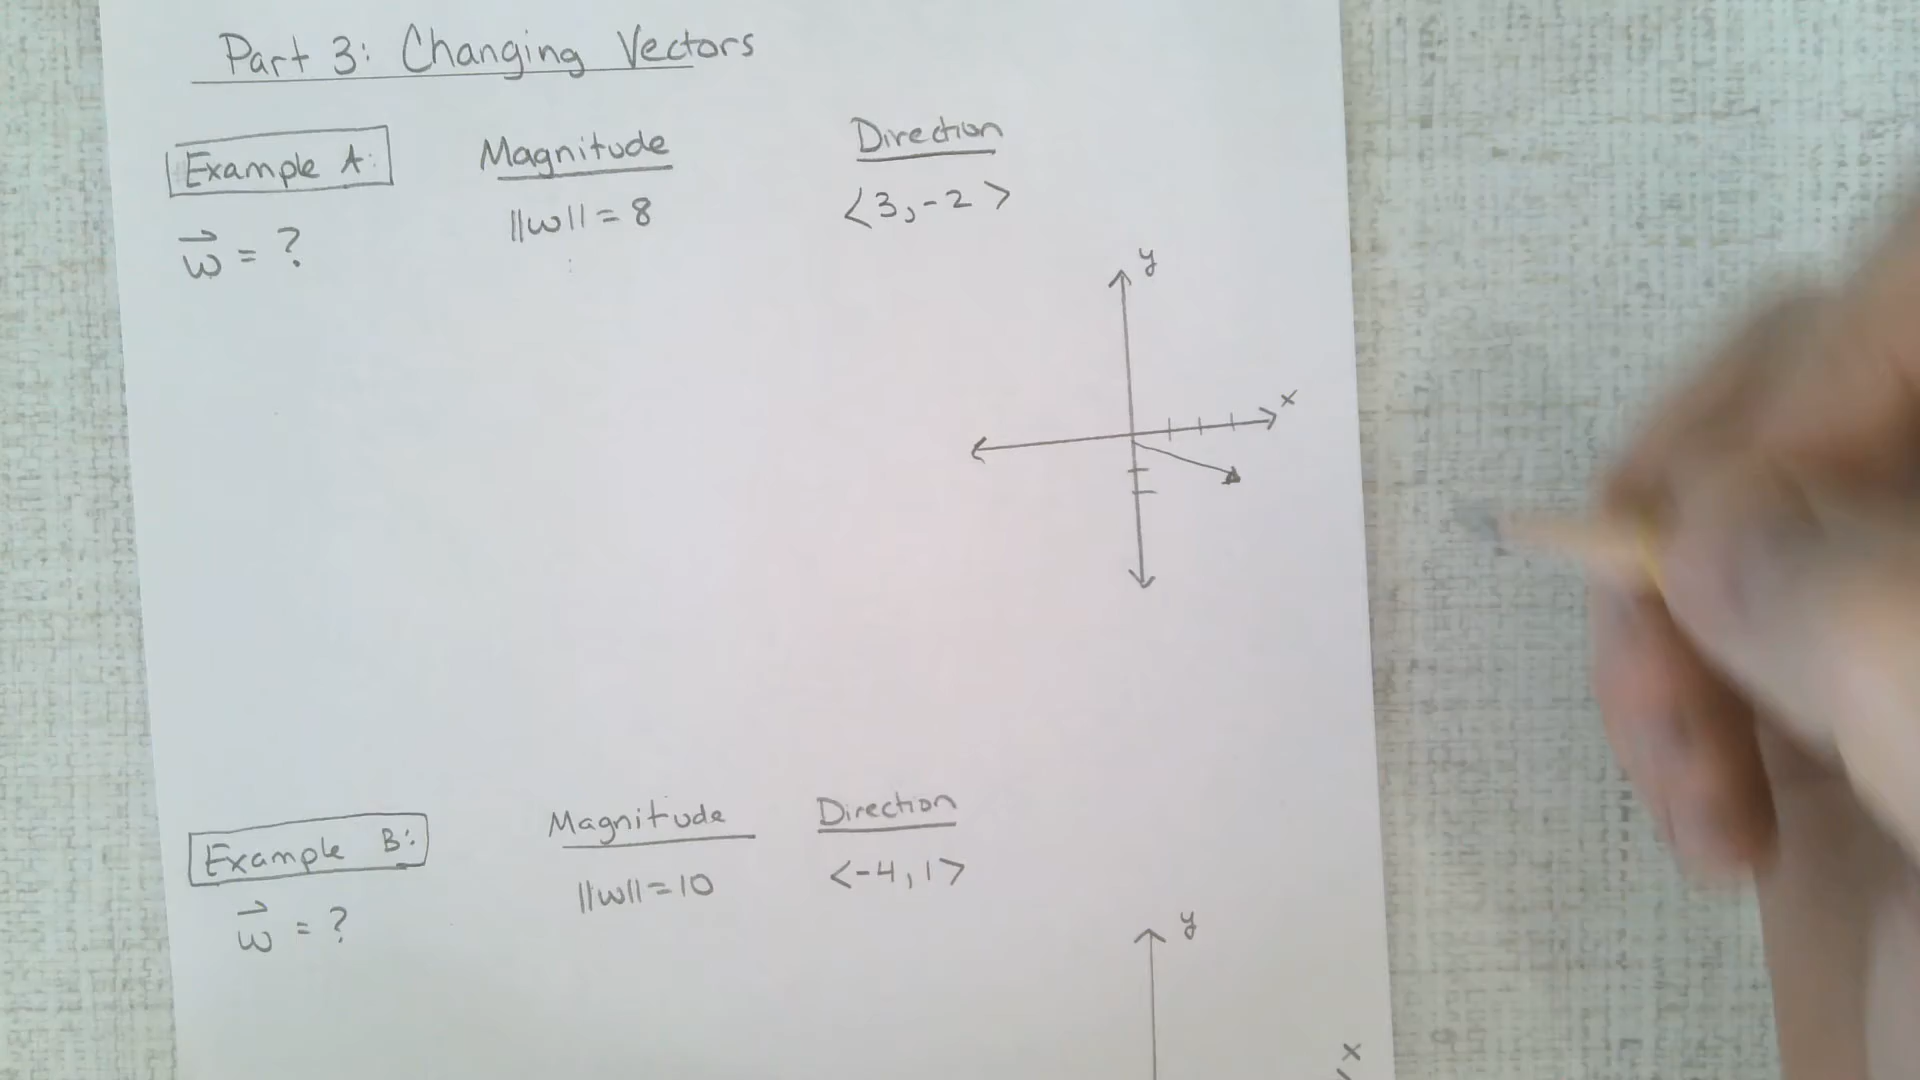 Part 3: Changing Vectors
Example A: Magnitude Direction
||w|| = 8 <3, -2>
w⃗ = ?
y
x
Example B: Magnitude Direction
||w|| = 10 <-4, 1>
w⃗ = ?
y
x